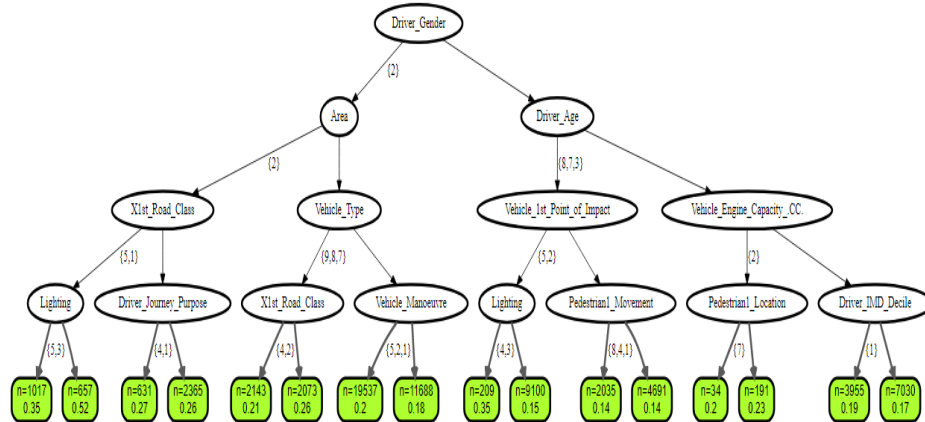 Driver_Gender
{2}
Area
Driver_Age
{2}
{8,7,3}
X1st_Road_Class
Vehicle_Type
Vehicle_1st_Point_of_Impact
Vehicle_Engine_Capacity_.CC.
{5,1}
{9,8,7}
{5,2}
{2}
Lighting
Driver_Journey_Purpose
X1st_Road_Class
Vehicle_Manoeuvre
Lighting
Pedestrian1_Movement
Pedestrian1_Location
Driver_IMD_Decile
{5,3}
{4,1}
{4,2}
{5,2,1}
{4,3}
{8,4,1}
{7}
{1}
n=1017
0.35
n=657
0.52
n=631
0.27
n=2365
0.26
n=2143
0.21
n=2073
0.26
n=19537
0.2
n=11688
0.18
n=209
0.35
n=9100
0.15
n=2035
0.14
n=4691
0.14
n=34
0.2
n=191
0.23
n=3955
0.19
n=7030
0.17